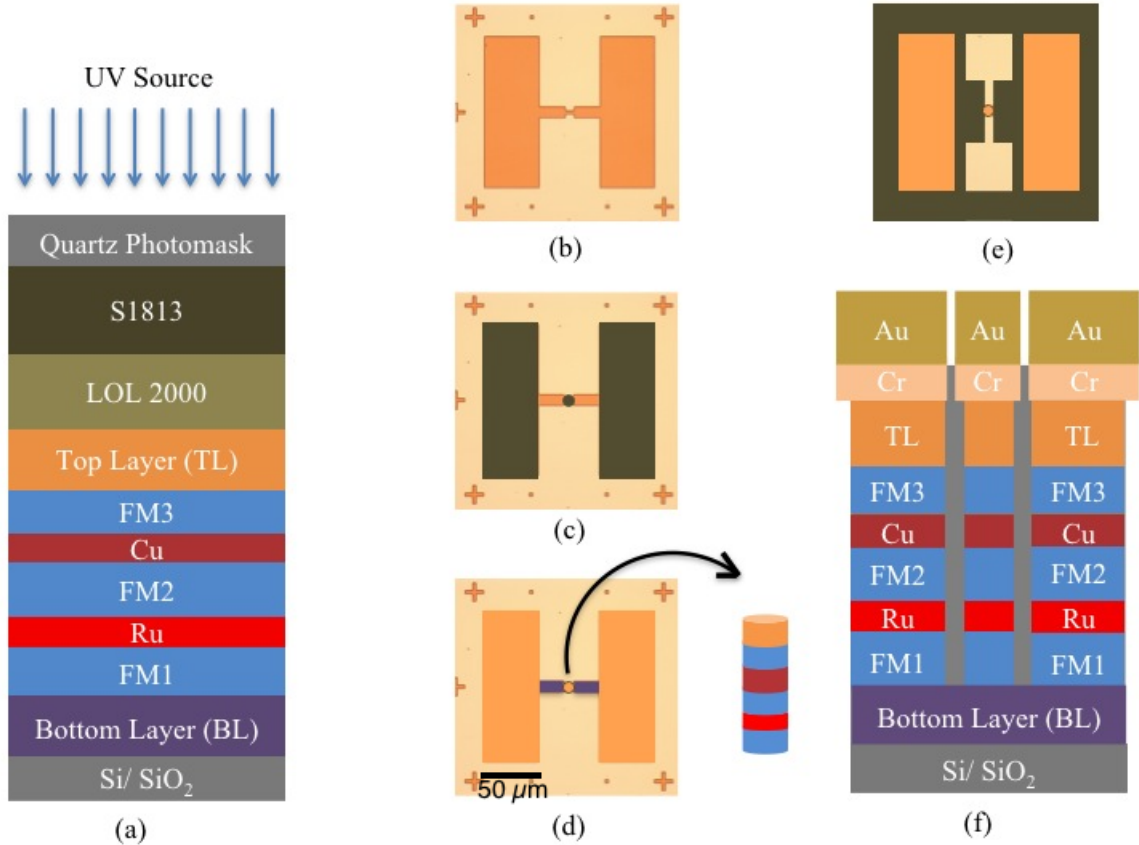 UV Source
Quartz Photomask
S1813
LOL 2000
Top Layer (TL)
FM3
Cu
FM2
Ru
FM1
Bottom Layer (BL)
Si/ SiO₂
(a)
(b)
(c)
50 µm
(d)
(e)
Au Au Au
Cr Cr Cr
TL TL
FM3 FM3
Cu Cu
FM2 FM2
Ru Ru
FM1 FM1
Bottom Layer (BL)
Si/ SiO₂
(f)